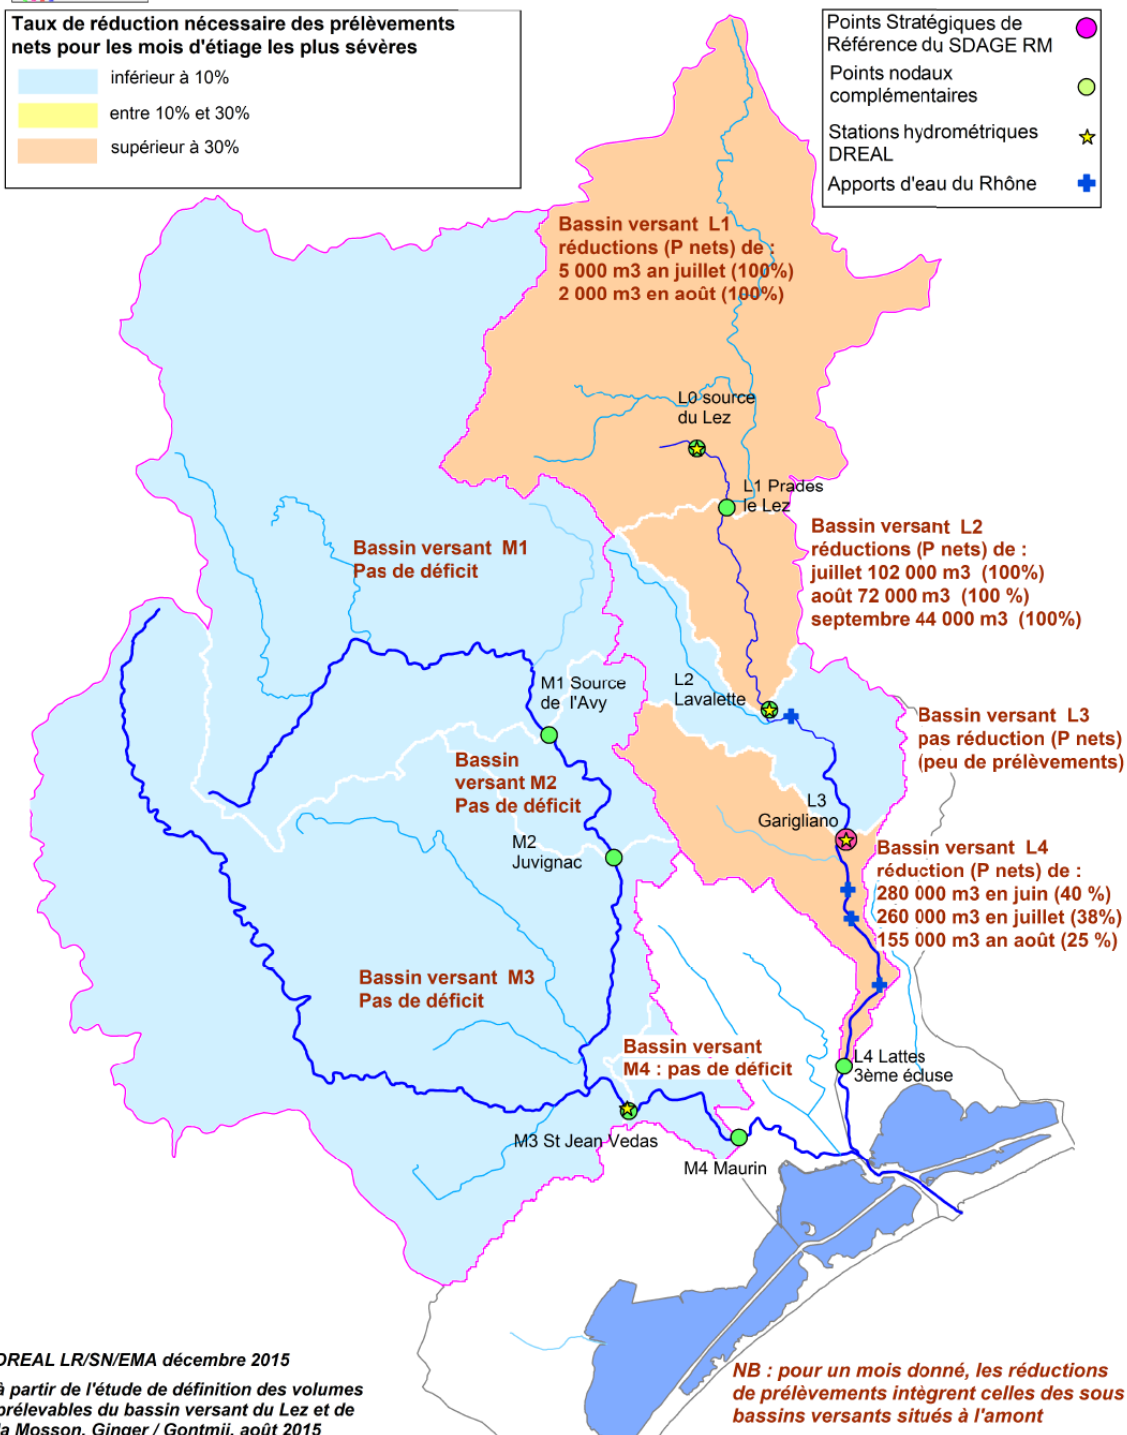 Taux de réduction nécessaire des prélèvements
nets pour les mois d'étiage les plus sévères
inférieur à 10%
entre 10% et 30%
supérieur à 30%
Points Stratégiques de
Référence du SDAGE RM
Points nodaux
complémentaires
Stations hydrométriques
DREAL
Apports d'eau du Rhône
Bassin versant L1
réductions (P nets) de :
5 000 m3 an juillet (100%)
2 000 m3 en août (100%)
L0 source
du Lez
L1 Prades
le Lez
Bassin versant L2
réductions (P nets) de :
juillet 102 000 m3 (100%)
août 72 000 m3 (100 %)
septembre 44 000 m3 (100%)
Bassin versant M1
Pas de déficit
M1 Source
de l'Avy
L2
Lavalette
Bassin versant L3
pas réduction (P nets)
(peu de prélèvements)
Bassin
versant M2
Pas de déficit
L3
Garigliano
M2
Juvignac
Bassin versant L4
réduction (P nets) de :
280 000 m3 en juin (40 %)
260 000 m3 en juillet (38%)
155 000 m3 an août (25 %)
Bassin versant M3
Pas de déficit
Bassin versant
M4 : pas de déficit
L4 Lattes
3ème écluse
M3 St Jean Vedas
M4 Maurin
DREAL LR/SN/EMA décembre 2015
à partir de l'étude de définition des volumes
prélevables du bassin versant du Lez et de
la Mosson, Ginger / Gontmij, août 2015
NB : pour un mois donné, les réductions
de prélèvements intègrent celles des sous
bassins versants situés à l'amont